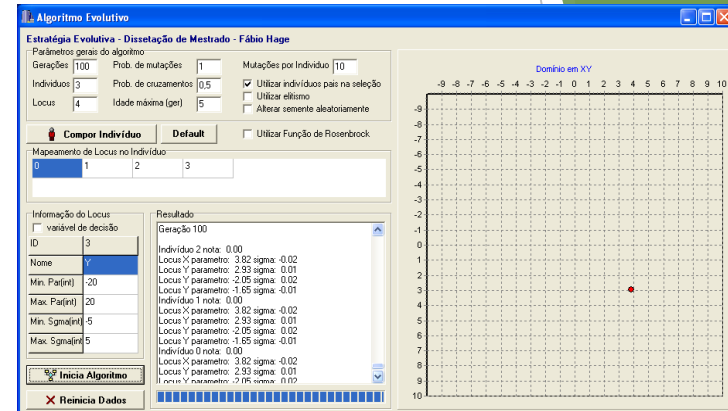 Algoritmo Evolutivo
Estratégia Evolutiva - Dissetação de Mestrado - Fábio Hage
Parâmetros gerais do algoritmo
Gerações 100 Prob. de mutações 1 Mutações por Individuo 10
Individuos 3 Prob. de cruzamentos 0,5 Utilizar indivíduos pais na seleção
Utilizar elitismo
Locus 4 Idade máxima (ger) 5 Alterar semente aleatoriamente
Compor Indivíduo Default Utilizar Função de Rosenbrock
Mapeamento de Locus no Indivíduo
0 1 2 3
Informação do Locus
variável de decisão
ID 3
Nome Y
Min. Par(int) -20
Max. Par(int) 20
Min. Sgma(int) -5
Max. Sgma(int 5
Inicia Algoritmo
Reinicia Dados
Resultado
Geração 100
Indivíduo 2 nota: 0.00
Locus X parametro: 3.82 sigma: -0.02
Locus Y parametro: 2.93 sigma: 0.01
Locus Y parametro: -2.05 sigma: 0.02
Locus Y parametro: -1.65 sigma: -0.01
Indivíduo 1 nota: 0.00
Locus X parametro: 3.82 sigma: -0.02
Locus Y parametro: 2.93 sigma: 0.01
Locus Y parametro: -2.05 sigma: 0.02
Locus Y parametro: -1.65 sigma: -0.01
Indivíduo 0 nota: 0.00
Locus X parametro: 3.82 sigma: -0.02
Locus Y parametro: 2.93 sigma: 0.01
Locus Y parametro: -2.05 sigma: 0.02
Domínio em XY
-9 -8 -7 -6 -5 -4 -3 -2 -1 0 1 2 3 4 5 6 7 8 9 10
-9
-8
-7
-6
-5
-4
-3
-2
-1
0
1
2
3
4
5
6
7
8
9
10